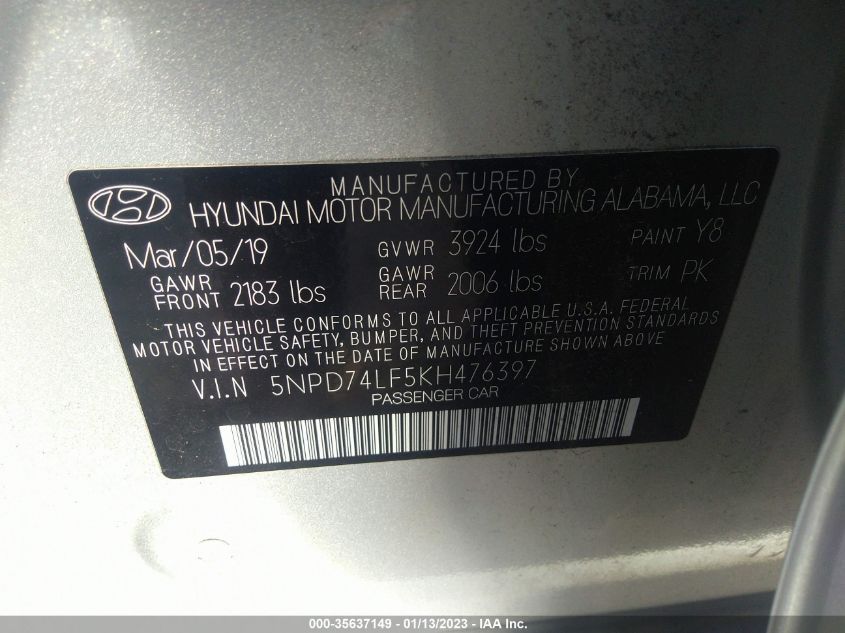 MANUFACTURED BY
HYUNDAI MOTOR MANUFACTURING ALABAMA, LLC
Mar/05/19 GVWR 3924 lbs PAINT Y8
GAWR FRONT 2183 lbs GAWR REAR 2006 lbs TRIM PK
THIS VEHICLE CONFORMS TO ALL APPLICABLE U.S.A. FEDERAL
MOTOR VEHICLE SAFETY, BUMPER, AND THEFT PREVENTION STANDARDS
IN EFFECT ON THE DATE OF MANUFACTURE SHOWN ABOVE
V.I.N 5NPD74LF5KH476397
PASSENGER CAR
000-35637149 - 01/13/2023 - © IAA Inc.